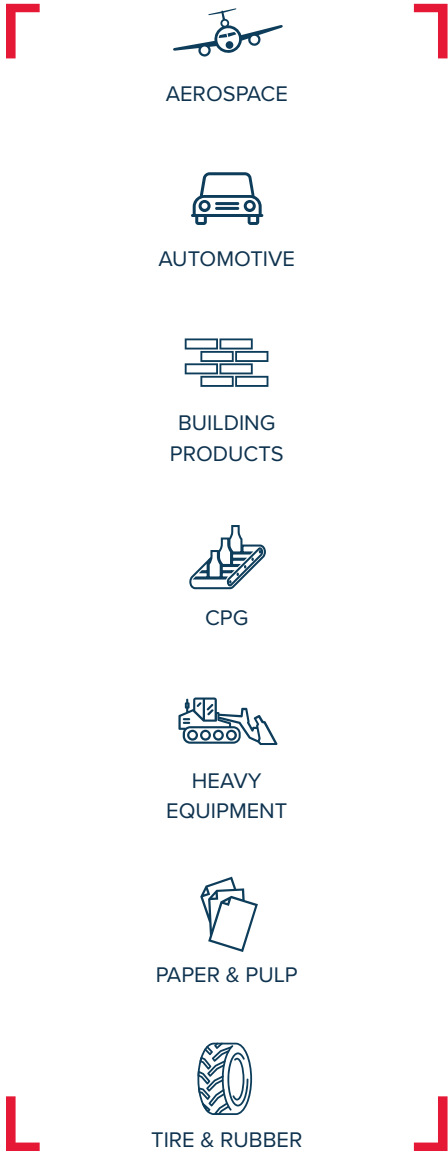 AEROSPACE
AUTOMOTIVE
BUILDING
PRODUCTS
CPG
HEAVY
EQUIPMENT
PAPER & PULP
TIRE & RUBBER